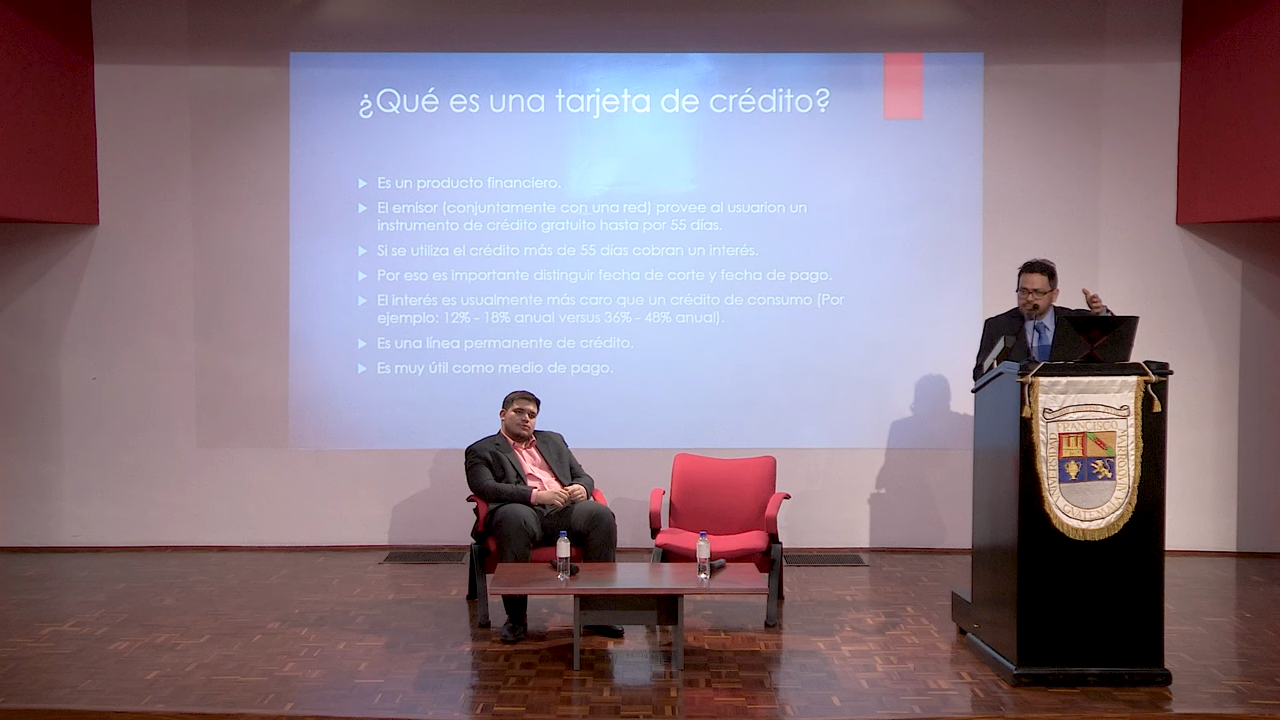 ¿Qué es una tarjeta de crédito?
Es un producto financiero.
El emisor (conjuntamente con una red) provee al usuarion un
instrumento de crédito gratuito hasta por 55 días.
Si se utiliza el crédito más de 55 días cobran un interés.
Por eso es importante distinguir fecha de corte y fecha de pago.
El interés es usualmente más caro que un crédito de consumo (Por
ejemplo: 12% - 18% anual versus 36% - 48% anual).
Es una línea permanente de crédito.
Es muy útil como medio de pago.
FRANCISCO
MARROQUIN
UNIVERSIDAD
GUATEMALA